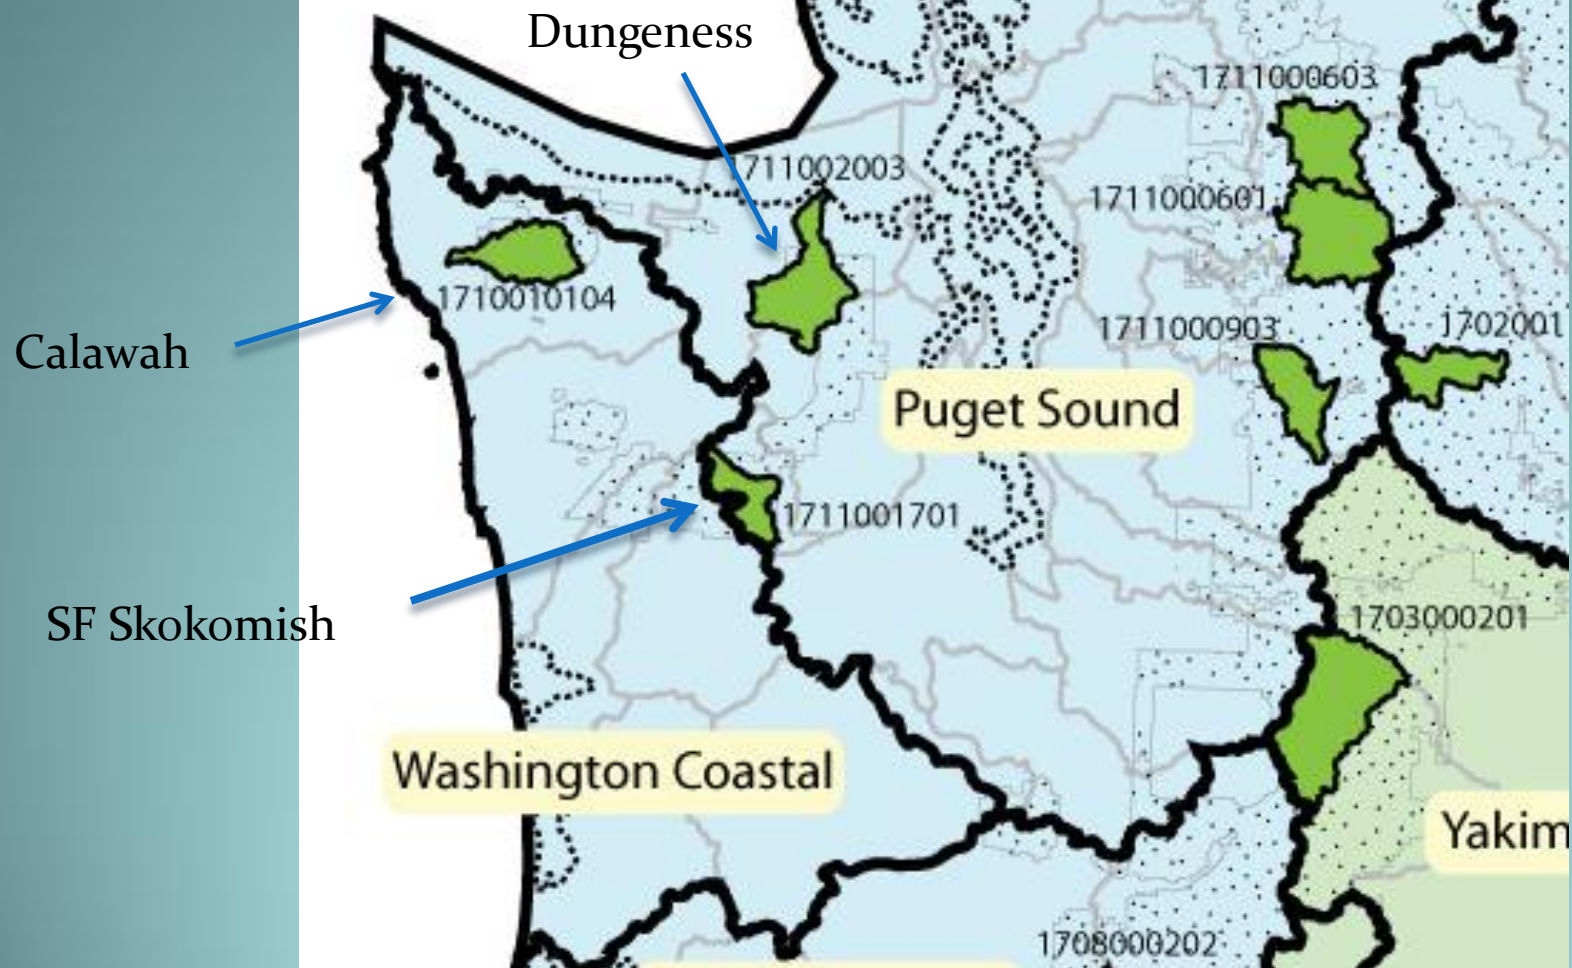 Dungeness
1711000603
1711002003
1711000601
1710010104
1711000903
1702001
Calawah
Puget Sound
1711001701
SF Skokomish
1703000201
Washington Coastal
Yakim
1708000202